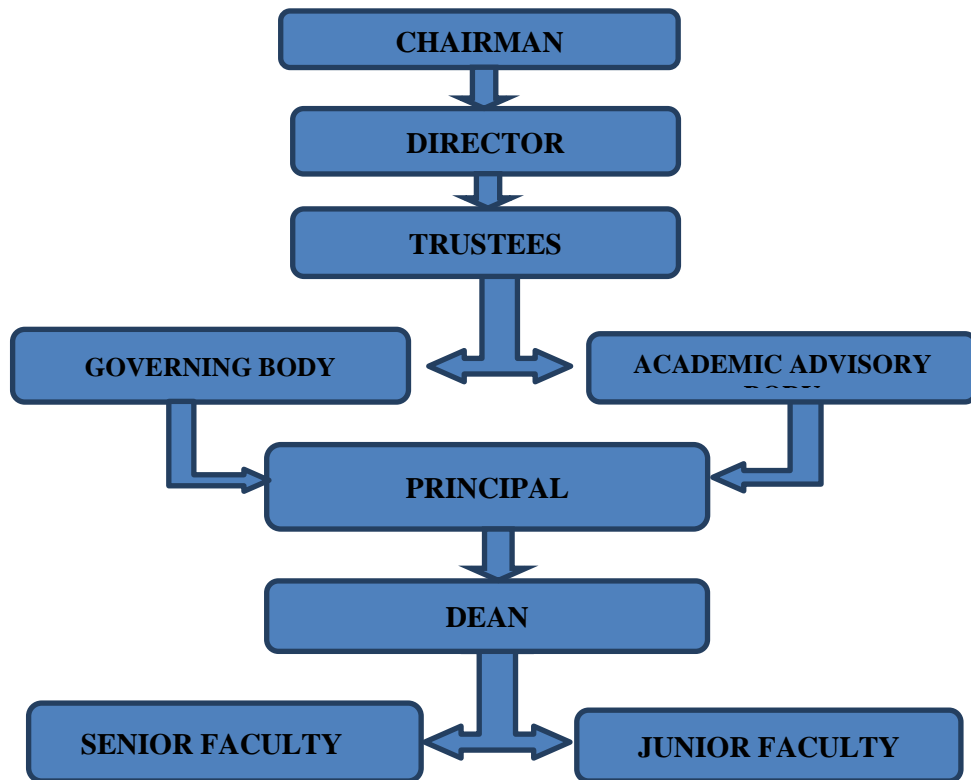 CHAIRMAN
DIRECTOR
TRUSTEES
GOVERNING BODY
ACADEMIC ADVISORY
PRINCIPAL
DEAN
SENIOR FACULTY
JUNIOR FACULTY